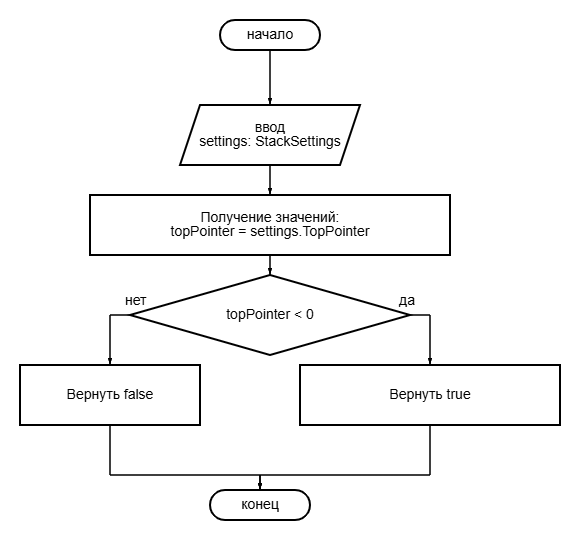 начало
ввод
settings: StackSettings
Получение значений:
topPointer = settings.TopPointer
нет
да
topPointer < 0
Вернуть false
Вернуть true
конец